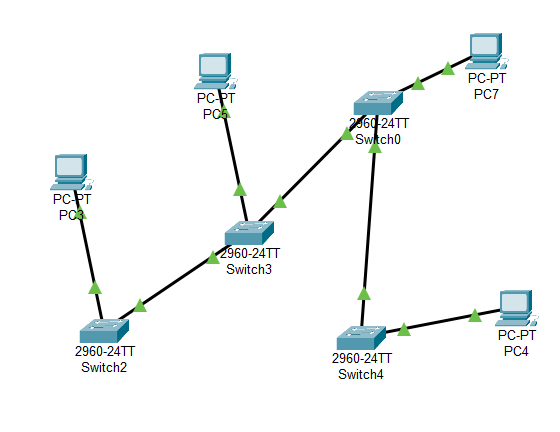 PC-PT
PC7
PC-PT
PC5
2960-24TT
Switch0
PC-PT
PC3
2960-24TT
Switch3
2960-24TT
Switch2
2960-24TT
Switch4
PC-PT
PC4